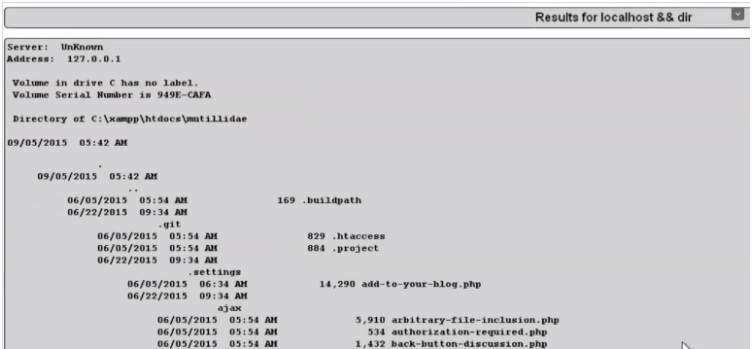 Results for localhost && dir
Server: UnKnown
Address: 127.0.0.1
Volume in drive C has no label.
Volume Serial Number is 949E-CAFA
Directory of C:\xampp\htdocs\mutillidae
09/05/2015 05:42 AM
.
09/05/2015 05:42 AM
..
06/05/2015 05:54 AM 169 .buildpath
06/22/2015 09:34 AM
.git
06/05/2015 05:54 AM 829 .htaccess
06/05/2015 05:54 AM 884 .project
06/22/2015 09:34 AM
.settings
06/05/2015 06:34 AM 14,290 add-to-your-blog.php
06/22/2015 09:34 AM
ajax
06/05/2015 05:54 AM 5,910 arbitrary-file-inclusion.php
06/05/2015 05:54 AM 534 authorization-required.php
06/05/2015 05:54 AM 1,432 back-button-discussion.php